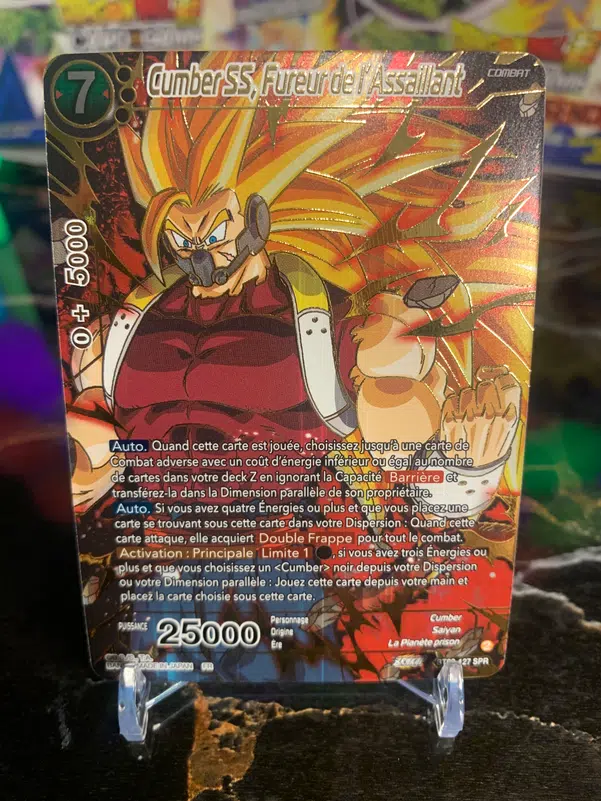 7
Cumber SS, Fureur de l'Assaillant
COMBAT
0+ 5000
Auto. Quand cette carte est jouée, choisissez jusqu'à une carte de
Combat adverse avec un coût d'énergie inférieur ou égal au nombre
de cartes dans votre deck Z en ignorant la Capacité Barrière et
transférez-la dans la Dimension parallèle de son propriétaire.
Auto. Si vous avez quatre Énergies ou plus et que vous placez une
carte se trouvant sous cette carte dans votre Dispersion : Quand cette
carte attaque, elle acquiert Double Frappe pour tout le combat.
Activation : Principale Limite 1 , si vous avez trois Énergies ou
plus et que vous choisissez un <Cumber> noir depuis votre Dispersion
ou votre Dimension parallèle : Jouez cette carte depuis votre main et
placez la carte choisie sous cette carte.
PUISSANCE 25000
Personnage Cumber
Origine Saiyan
Ère La Planète prison
MADE IN JAPAN FR
127 SPR